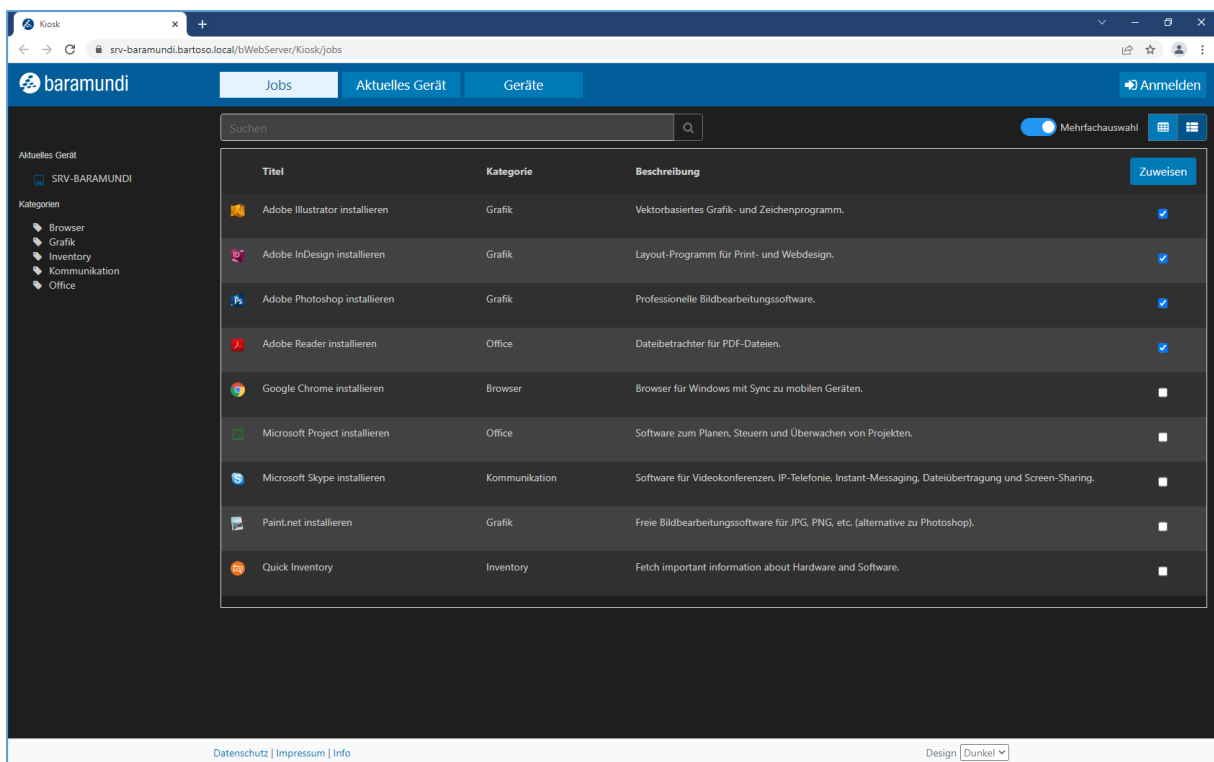 Kiosk
srv-baramundi.bartoso.local/bWebServer/Kiosk/jobs
baramundi Jobs Aktuelles Gerät Geräte Anmelden
Suchen Mehrfachauswahl
Aktuelles Gerät
SRV-BARAMUNDI
Kategorien
Browser
Grafik
Inventory
Kommunikation
Office
Titel Kategorie Beschreibung Zuweisen
Adobe Illustrator installieren Grafik Vektorbasiertes Grafik- und Zeichenprogramm.
Adobe InDesign installieren Grafik Layout-Programm für Print- und Webdesign.
Adobe Photoshop installieren Grafik Professionelle Bildbearbeitungssoftware.
Adobe Reader installieren Office Dateibetrachter für PDF-Dateien.
Google Chrome installieren Browser Browser für Windows mit Sync zu mobilen Geräten.
Microsoft Project installieren Office Software zum Planen, Steuern und Überwachen von Projekten.
Microsoft Skype installieren Kommunikation Software für Videokonferenzen, IP-Telefonie, Instant-Messaging, Dateiübertragung und Screen-Sharing.
Paint.net installieren Grafik Freie Bildbearbeitungssoftware für JPG, PNG, etc. (alternative zu Photoshop).
Quick Inventory Inventory Fetch important information about Hardware and Software.
Datenschutz | Impressum | Info Design Dunkel